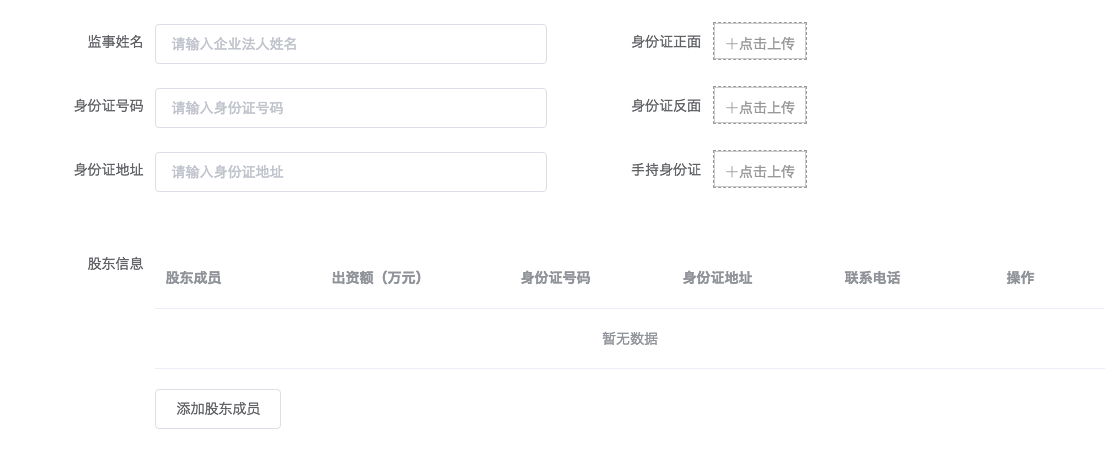 监事姓名 请输入企业法人姓名 身份证正面 +点击上传
身份证号码 请输入身份证号码 身份证反面 +点击上传
身份证地址 请输入身份证地址 手持身份证 +点击上传
股东信息
股东成员 出资额（万元） 身份证号码 身份证地址 联系电话 操作
暂无数据
添加股东成员